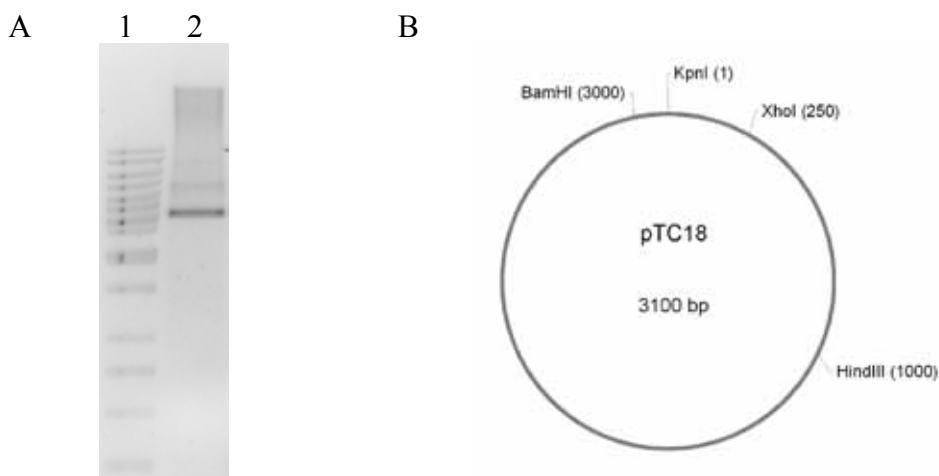 A 1 2 B
KpnI (1)
BamHI (3000)
XhoI (250)
pTC18
3100 bp
HindIII (1000)